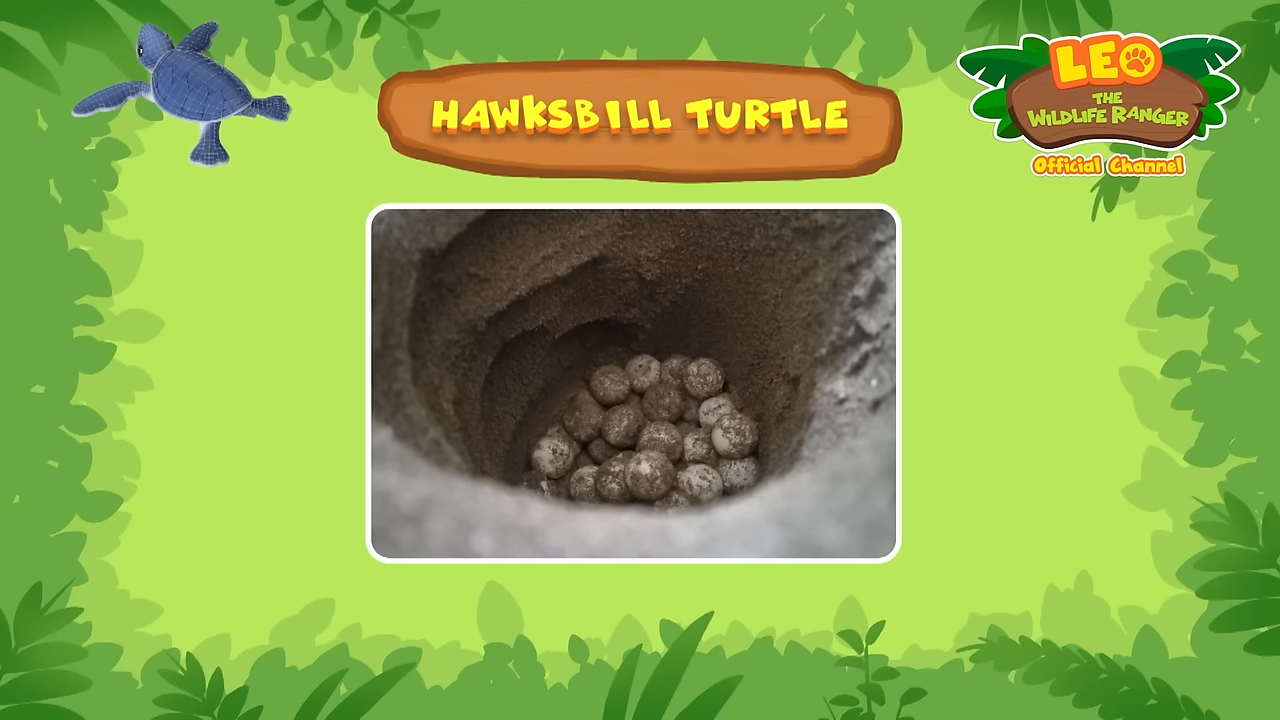 HAWKSBILL TURTLE
LEO
THE
WILDLIFE RANGER
Official Channel